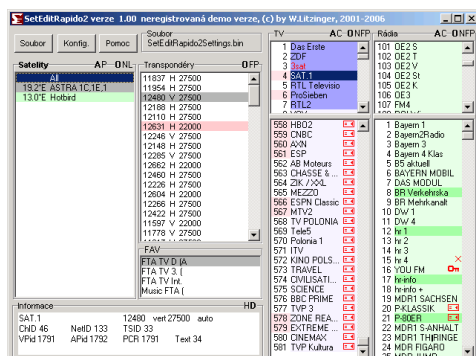 SetEditRapido2 verze 1.00 neregistrovaná demo verze, (c) by W.Litzinger, 2001-2006
Soubor
Konfig.
Pomoc
Soubor
SetEditRapido2Settings.bin
Satelity AP ONL
All
19.2°E ASTRA 1C,1E,1
13.0°E Hotbird
Transpondéry OFP
11837 H 27500
11954 H 27500
12480 V 27500
12188 H 27500
12110 H 27500
12631 H 22000
12246 V 27500
12148 H 27500
12285 V 27500
12662 H 22000
12460 H 27500
12226 H 27500
12604 H 22000
12266 H 27500
12422 H 27500
11597 V 22000
11778 V 27500
FAV
FTA TV D (A
FTA TV 3. (
FTA TV Int.
Music FTA (
Informace HD-
SAT.1 12480 vert 27500 auto
ChND 46 NetID 133 TSID 33
VPid 1791 APid 1792 PCR 1791 Text 34
TV AC ONFP
1 Das Erste
2 ZDF
3 3sat
4 SAT.1
5 RTL Televisio
6 ProSieben
7 RTL2
558 HBO2
559 CNBC
560 AXN
561 ESP
562 AB Moteurs
563 CHASSE & ...
564 ZIK / XXL
565 MEZZO
566 ESPN Classic
567 MTV2
568 TV POLONIA
569 Tele5
570 Polonia 1
571 ITV
572 KINO POLS...
573 TRAVEL
574 CIVILISATI...
575 SCIENCE
576 BBC PRIME
577 TVP 3
578 ZONE REA...
579 EXTREME ...
580 CINEMAX
581 TVP Kultura
Rádia AC ONFP
101 OE2 S
102 OE2 T
103 OE2 V
104 OE2 St
105 OE2 K
106 OE3
107 FM4
1 Bayern 1
2 Bayern2Radio
3 Bayern 3
4 Bayern 4 Klas
5 B5 aktuell
6 BAYERN MOBIL
7 DAS MODUL
8 BR Verkehrska
9 BR Mehrkanalt
10 DW 1
11 DW 4
12 hr 1
13 hr 2
14 hr 3
15 hr 4
16 YOU FM
17 hr-info
18 hr-info +
19 MDR1 SACHSEN
20 P-KLASSIK
21 P-80ER
22 MDR1 S-ANHALT
23 MDR1 THÜRINGE
24 MDR FIGARO